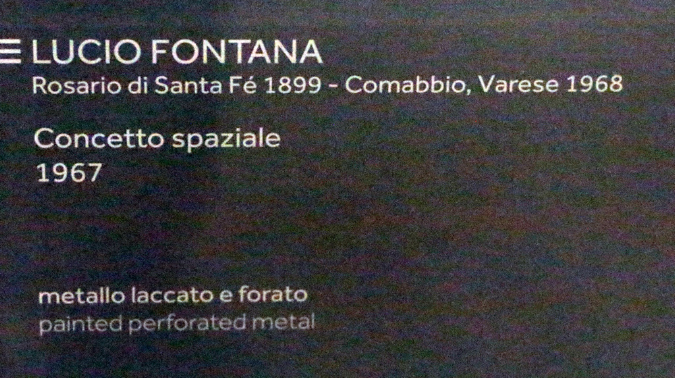 LUCIO FONTANA
Rosario di Santa Fé 1899 - Comabbio, Varese 1968
Concetto spaziale
1967
metallo laccato e forato
painted perforated metal